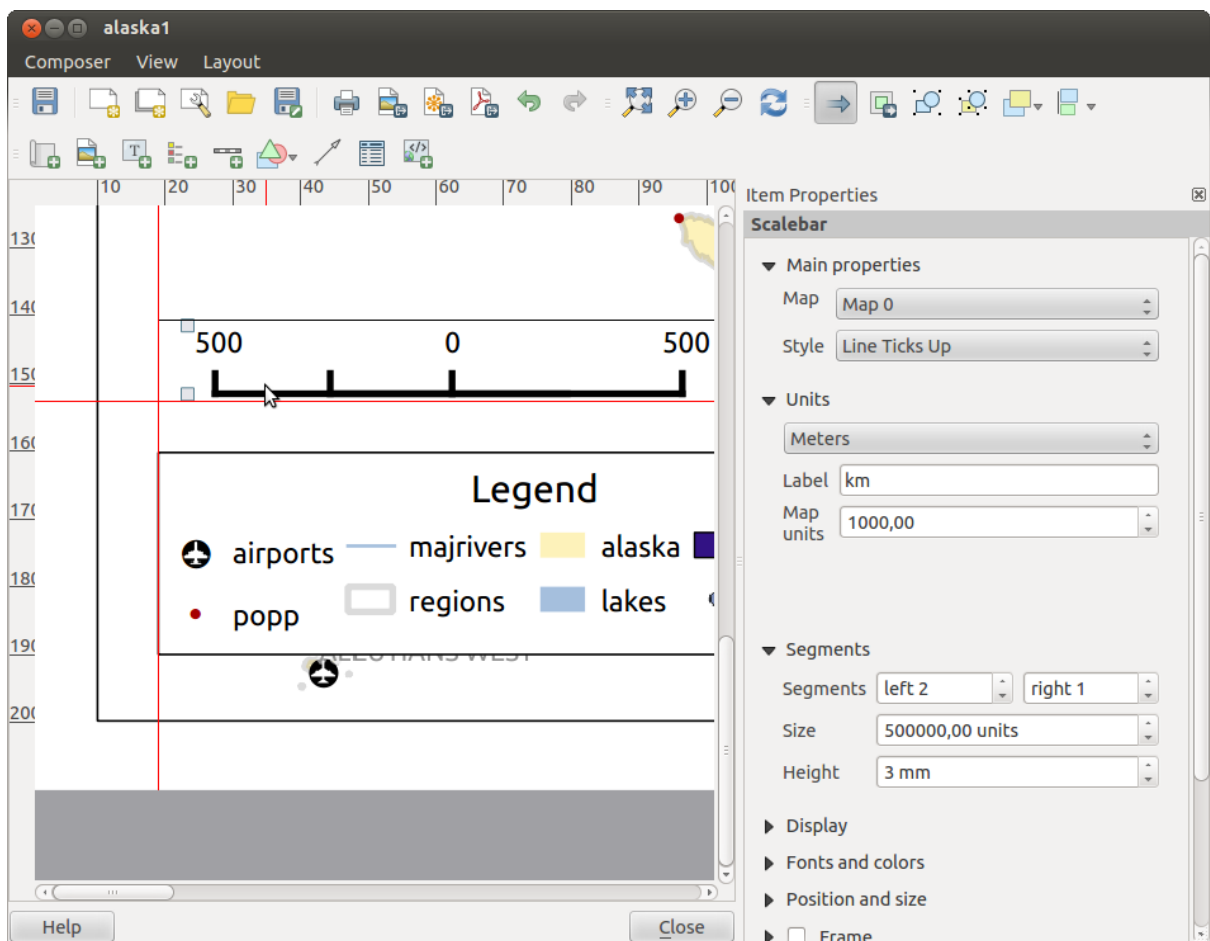 alaska1
Composer View Layout
10 20 30 40 50 60 70 80 90 100
Item Properties
Scalebar
130
140
150
160
170
180
190
200
500 0 500
Legend
airports majrivers alaska
popp regions lakes
ALEUTIANS WEST
Main properties
Map Map 0
Style Line Ticks Up
Units
Meters
Label km
Map units 1000,00
Segments
Segments left 2 right 1
Size 500000,00 units
Height 3 mm
Display
Fonts and colors
Position and size
Frame
Help Close